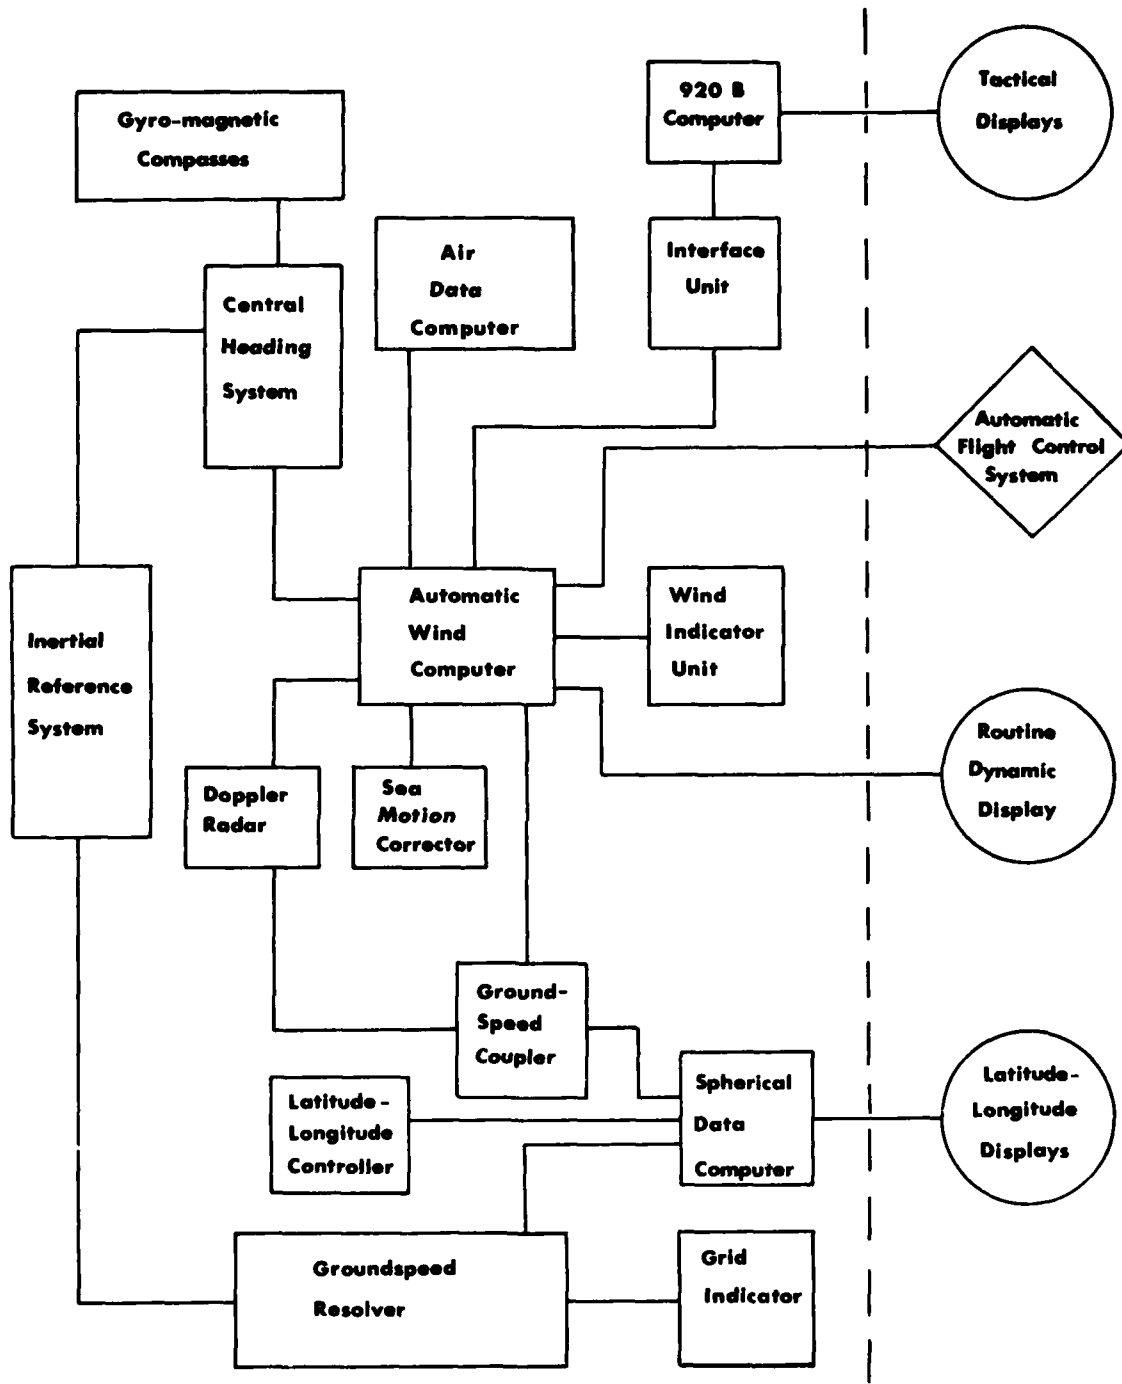 920 B
Computer
Tactical
Displays
Gyro-magnetic
Compasses
Air
Data
Computer
Interface
Unit
Central
Heading
System
Automatic
Flight Control
System
Automatic
Wind
Computer
Wind
Indicator
Unit
Inertial
Reference
System
Routine
Dynamic
Display
Doppler
Radar
Sea
Motion
Corrector
Ground-
Speed
Coupler
Latitude-
Longitude
Controller
Spherical
Data
Computer
Latitude-
Longitude
Displays
Groundspeed
Resolver
Grid
Indicator